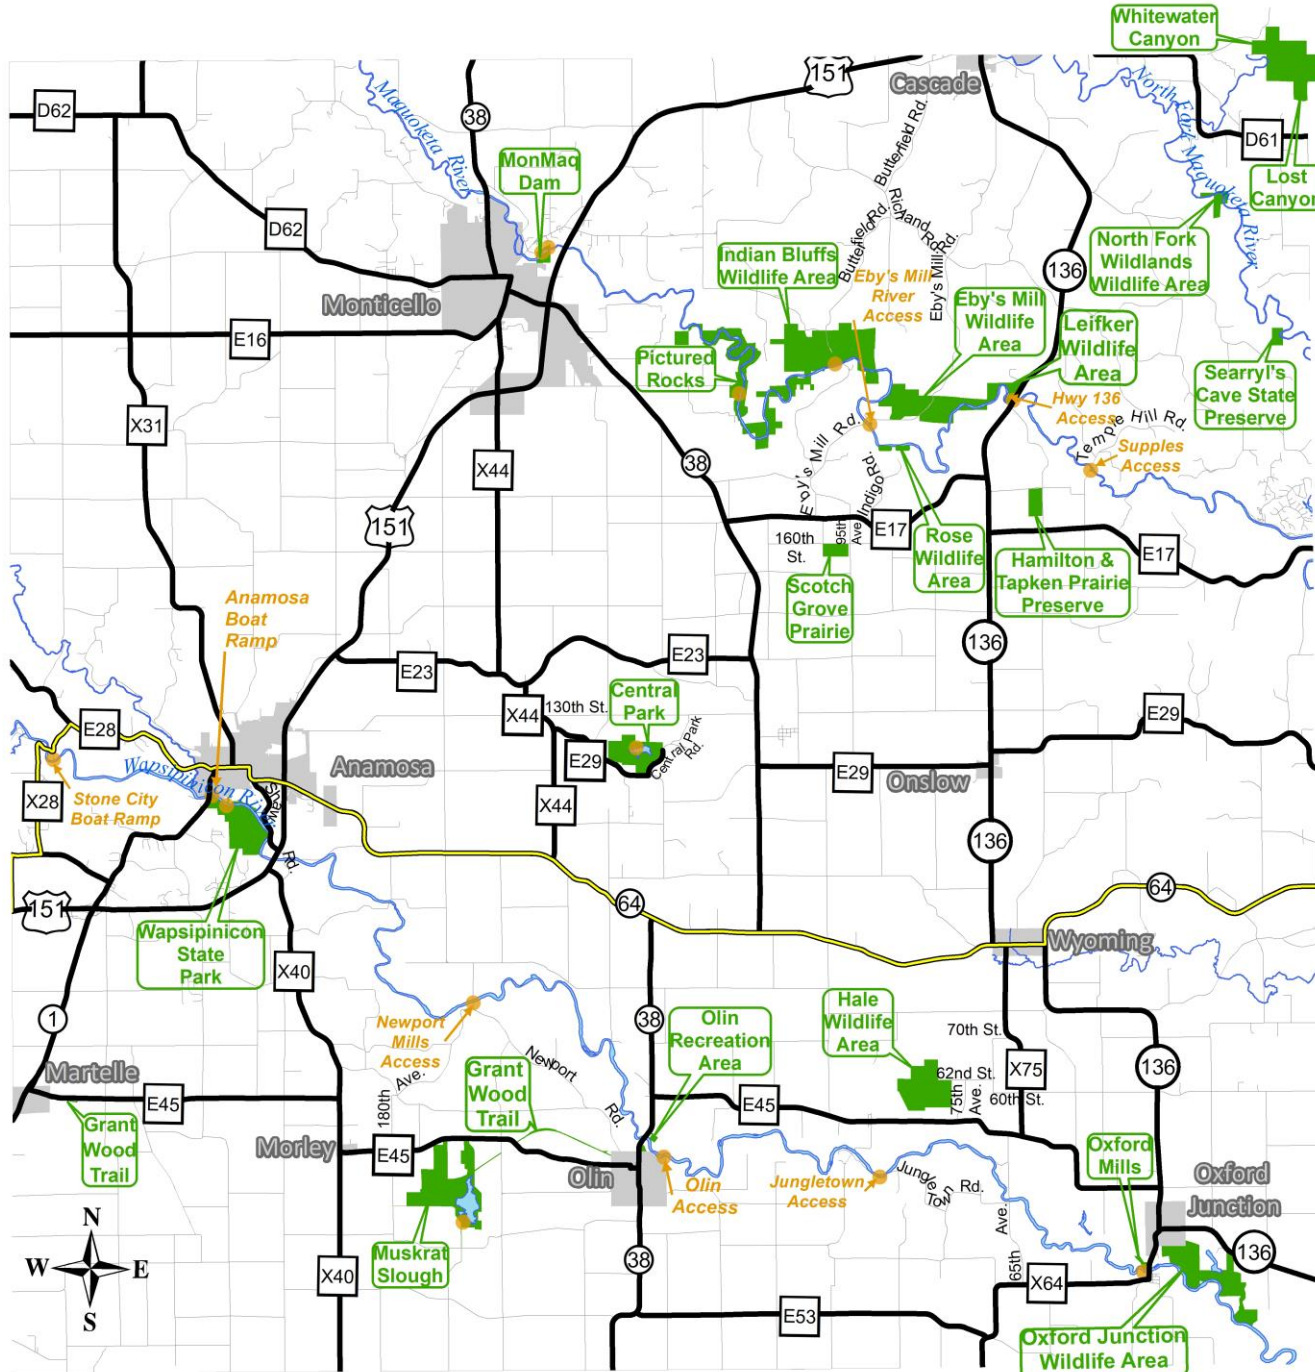 Whitewater
Canyon
151
Cascade
D62
38
Maquoketa River
North Fork Maquoketa River
D61
MonMaq
Dam
Butterfield Rd.
Lost
Canyon
D62
Richland Rd.
Butterfield Rd.
Eby's Mill Rd.
Indian Bluffs
Wildlife Area
North Fork
Wildlands
Wildlife Area
136
Eby's Mill
River
Access
Eby's Mill
Wildlife
Area
Monticello
E16
Leifker
Wildlife
Area
Pictured
Rocks
Searryl's
Cave State
Preserve
Hwy 136
Access
X31
Temple Hill Rd.
Supples
Access
X44
38
Eby's Mill Rd.
Indigo Rd.
151
95th
Ave.
E17
160th
St.
Rose
Wildlife
Area
E17
Hamilton &
Tapken Prairie
Preserve
Scotch
Grove
Prairie
Anamosa
Boat
Ramp
136
E23
E23
Central
Park
X44
130th St.
Central Park
Rd.
E29
E28
E29
Anamosa
E29
Onslow
Wapsipinicon River
Shaw
Rd.
X28
Stone City
Boat Ramp
X44
136
64
64
151
Wapsipinicon
State
Park
Wyoming
X40
1
Newport
Mills
Access
38
Olin
Recreation
Area
Hale
Wildlife
Area
70th St.
Newport
Rd.
Martelle
Grant
Wood
Trail
62nd St.
X75
136
E45
180th
Ave.
E45
75th
Ave.
60th St.
Grant
Wood
Trail
Morley
E45
Oxford
Mills
Olin
Olin
Access
Jungletown
Access
Jungle
Town
Rd.
Oxford
Junction
N
W
E
S
Muskrat
Slough
X40
38
65th
Ave.
X64
136
E53
Oxford Junction
Wildlife Area